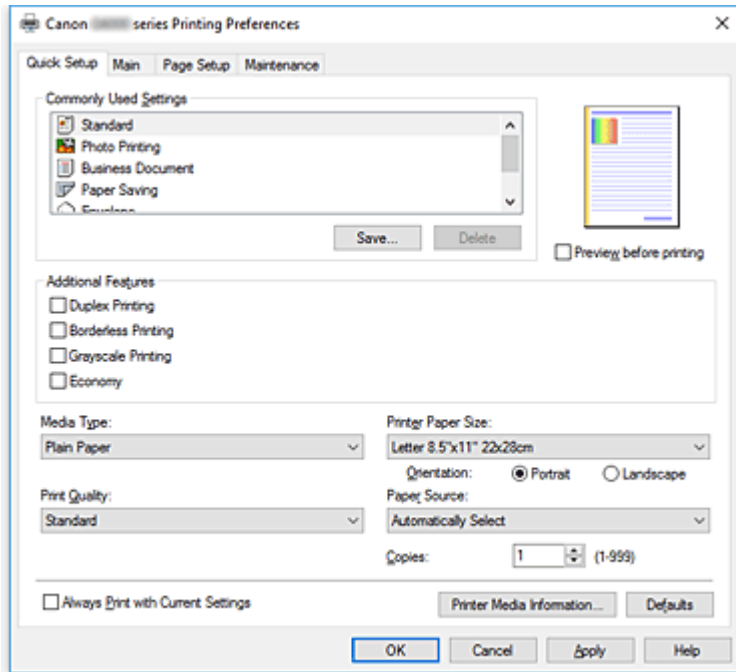 Canon series Printing Preferences
Quick Setup Main Page Setup Maintenance
Commonly Used Settings
Standard
Photo Printing
Business Document
Paper Saving
Envelope
Save... Delete
Preview before printing
Additional Features
Duplex Printing
Borderless Printing
Grayscale Printing
Economy
Media Type:
Plain Paper
Printer Paper Size:
Letter 8.5"x11" 22x28cm
Orientation: Portrait Landscape
Print Quality:
Standard
Paper Source:
Automatically Select
Copies: 1 (1-999)
Always Print with Current Settings
Printer Media Information... Defaults
OK Cancel Apply Help